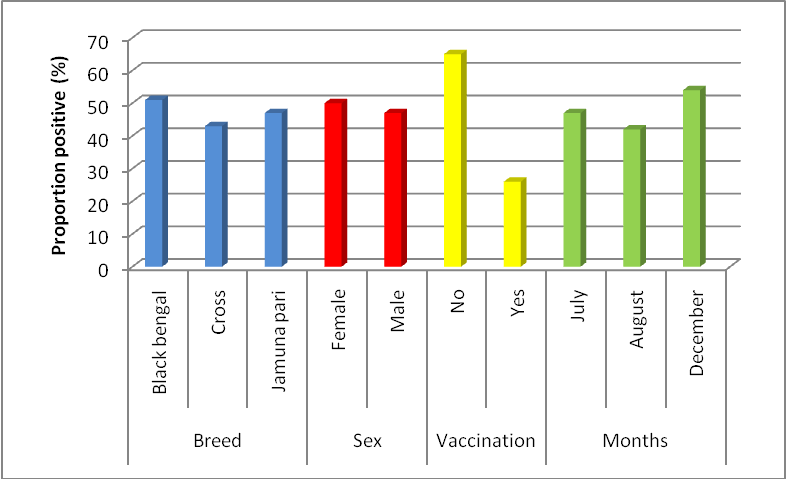 Proportion positive (%)
70
60
50
40
30
20
10
0
Black bengal
Cross
Jamuna pari
Female
Male
No
Yes
July
August
December
Breed
Sex
Vaccination
Months